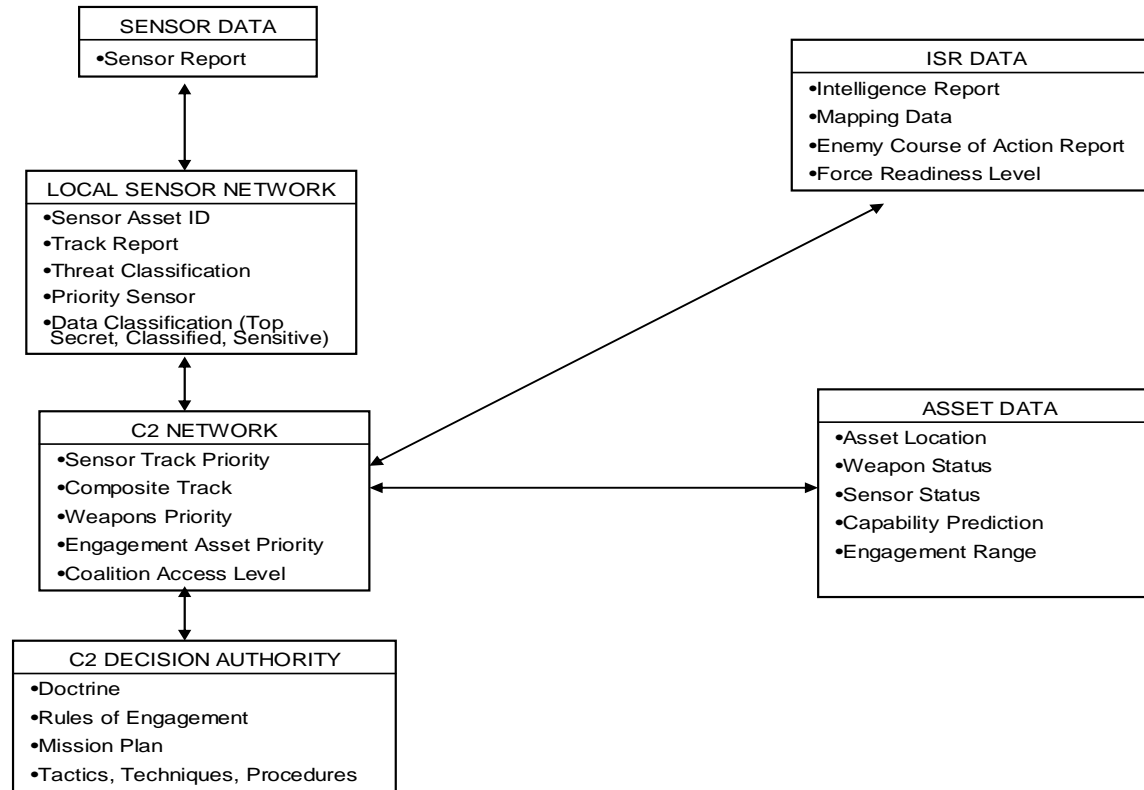 SENSOR DATA
•Sensor Report
ISR DATA
•Intelligence Report
•Mapping Data
•Enemy Course of Action Report
•Force Readiness Level
LOCAL SENSOR NETWORK
•Sensor Asset ID
•Track Report
•Threat Classification
•Priority Sensor
•Data Classification (Top
Secret, Classified, Sensitive)
C2 NETWORK
•Sensor Track Priority
•Composite Track
•Weapons Priority
•Engagement Asset Priority
•Coalition Access Level
ASSET DATA
•Asset Location
•Weapon Status
•Sensor Status
•Capability Prediction
•Engagement Range
C2 DECISION AUTHORITY
•Doctrine
•Rules of Engagement
•Mission Plan
•Tactics, Techniques, Procedures